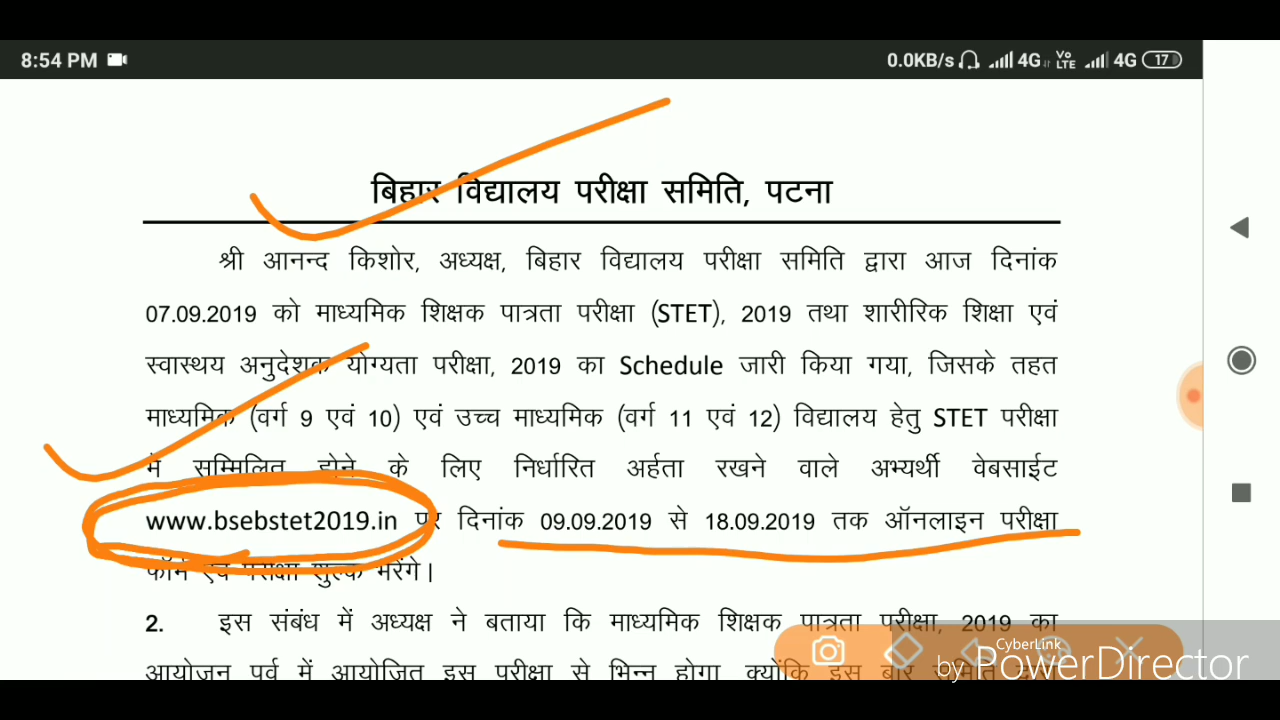 8:54 PM 0.0KB/s 4G Vo LTE 4G 17
बिहार विद्यालय परीक्षा समिति, पटना
श्री आनन्द किशोर, अध्यक्ष, बिहार विद्यालय परीक्षा समिति द्वारा आज दिनांक
07.09.2019 को माध्यमिक शिक्षक पात्रता परीक्षा (STET), 2019 तथा शारीरिक शिक्षा एवं
स्वास्थय अनुदेशक योग्यता परीक्षा, 2019 का Schedule जारी किया गया, जिसके तहत
माध्यमिक (वर्ग 9 एवं 10) एवं उच्च माध्यमिक (वर्ग 11 एवं 12) विद्यालय हेतु STET परीक्षा
में सम्मिलित होने के लिए निर्धारित अर्हता रखने वाले अभ्यर्थी वेबसाईट
www.bsebstet2019.in पर दिनांक 09.09.2019 से 18.09.2019 तक ऑनलाइन परीक्षा
फॉर्म एवं परीक्षा शुल्क भरेंगे।
2. इस संबंध में अध्यक्ष ने बताया कि माध्यमिक शिक्षक पात्रता परीक्षा, 2019 का
आयोजन पूर्व में आयोजित इस परीक्षा से भिन्न होगा, क्योंकि इस बार समिति
CyberLink
by PowerDirector